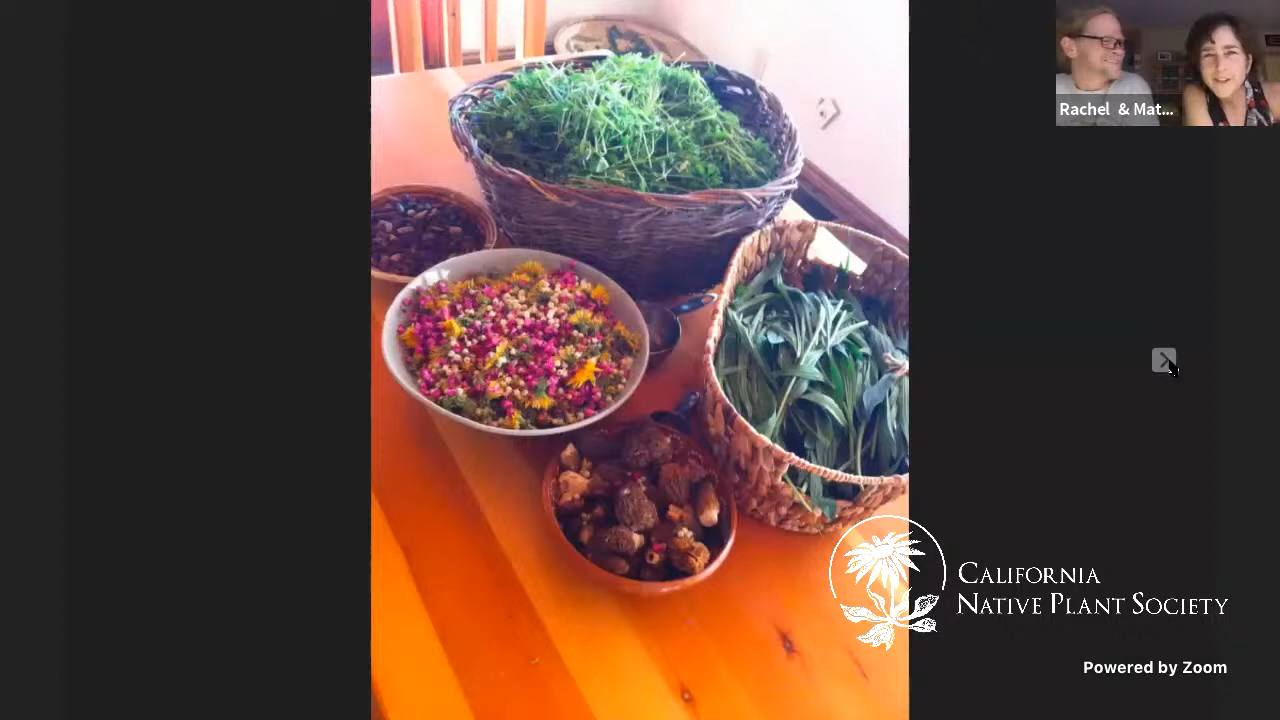 Rachel & Mat...
CALIFORNIA
NATIVE PLANT SOCIETY
Powered by Zoom